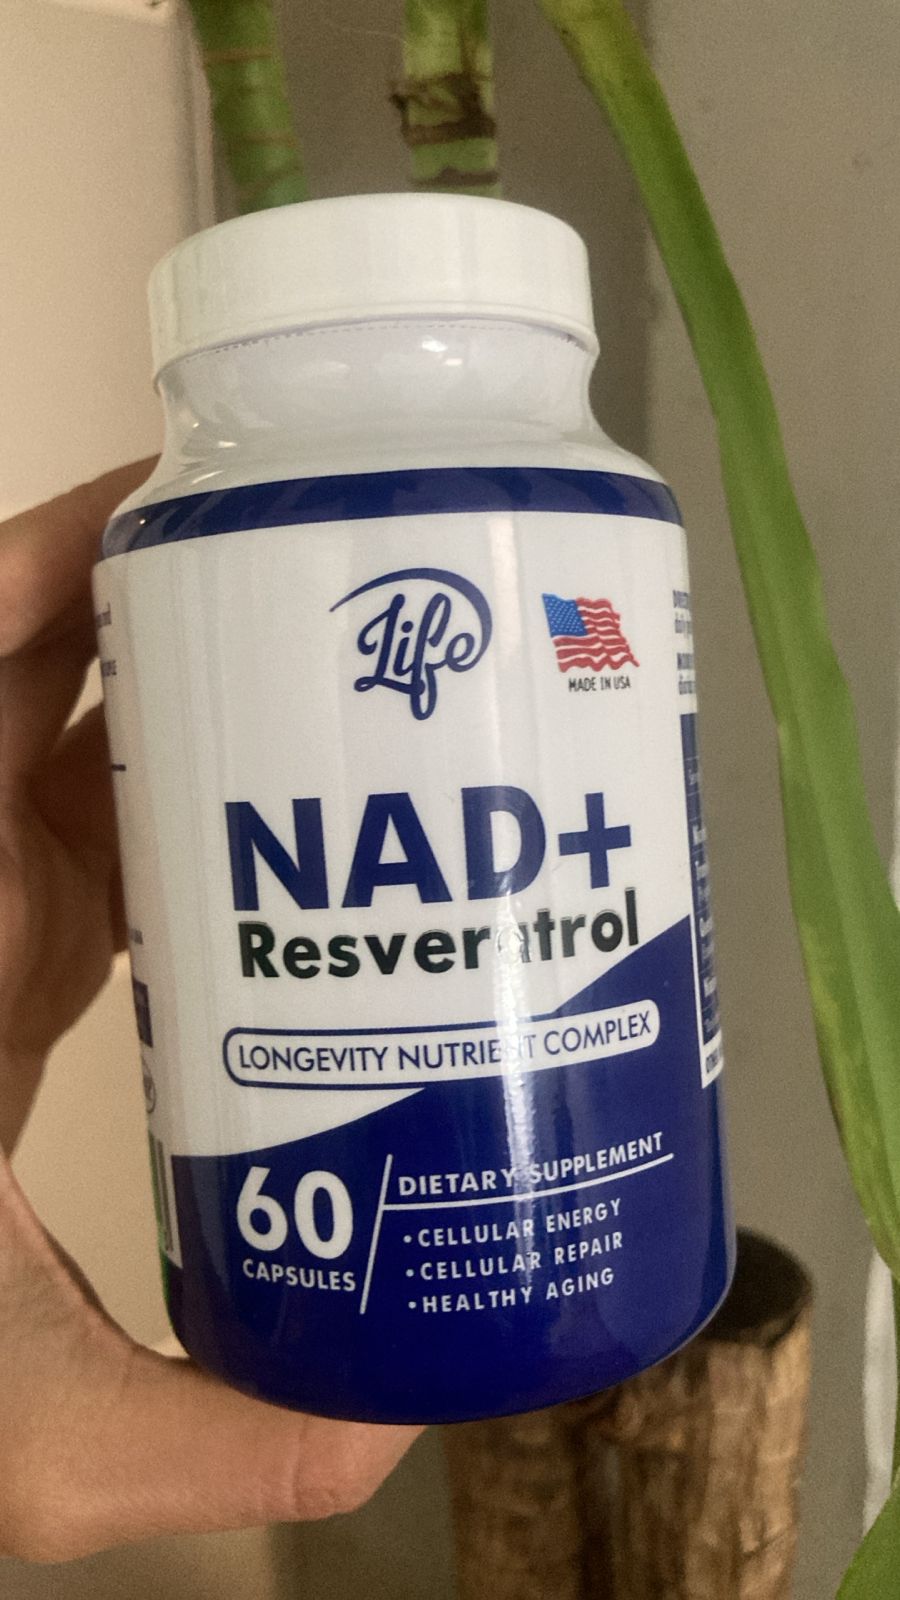 Life
MADE IN USA
NAD+
Resveratrol
LONGEVITY NUTRIENT COMPLEX
60
CAPSULES
DIETARY SUPPLEMENT
•CELLULAR ENERGY
•CELLULAR REPAIR
•HEALTHY AGING